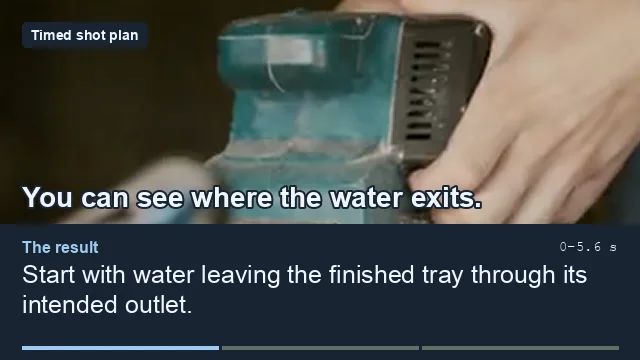 Timed shot plan
You can see where the water exits.
The result
0–5.6 s
Start with water leaving the finished tray through its
intended outlet.